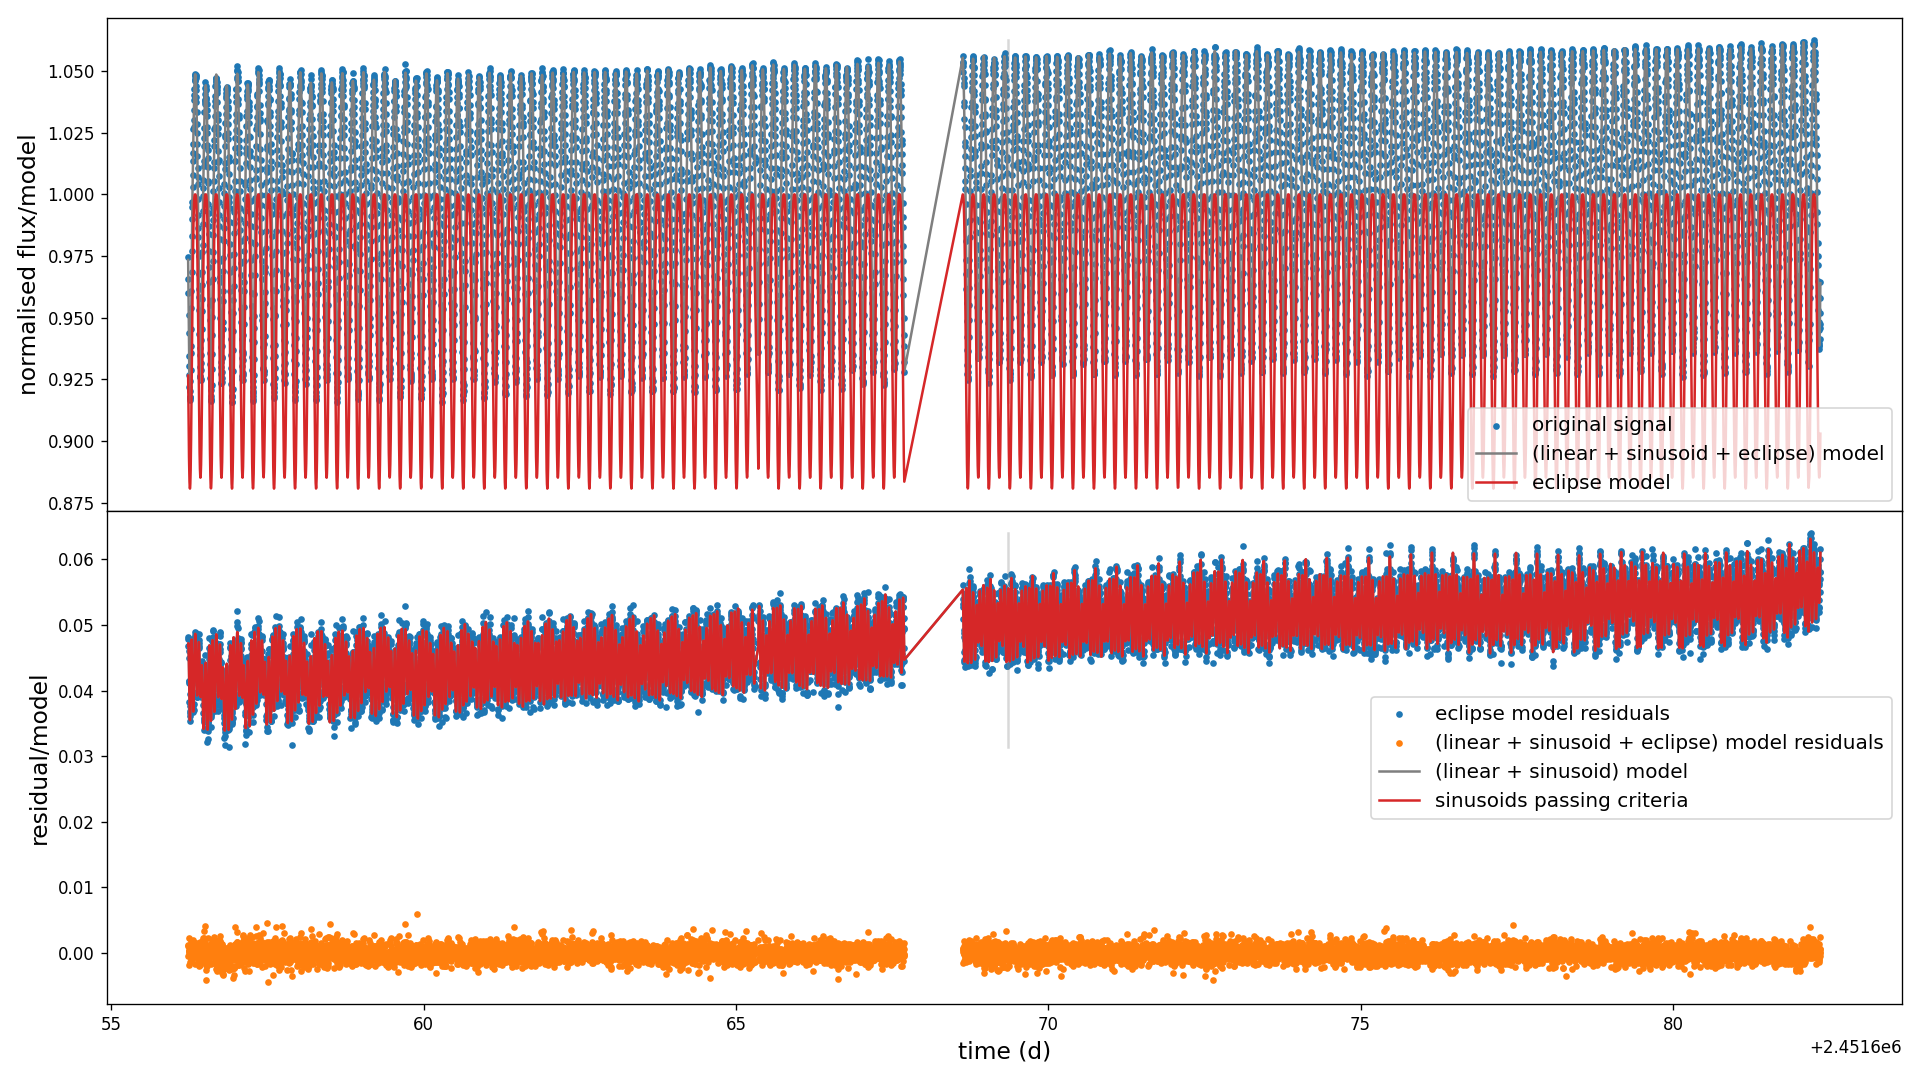 normalised flux/model
1.050
1.025
1.000
0.975
0.950
0.925
0.900
0.875
original signal
(linear + sinusoid + eclipse) model
eclipse model
residual/model
0.06
0.05
0.04
0.03
0.02
0.01
0.00
eclipse model residuals
(linear + sinusoid + eclipse) model residuals
(linear + sinusoid) model
sinusoids passing criteria
55 60 65 70 75 80
time (d)
+2.4516e6